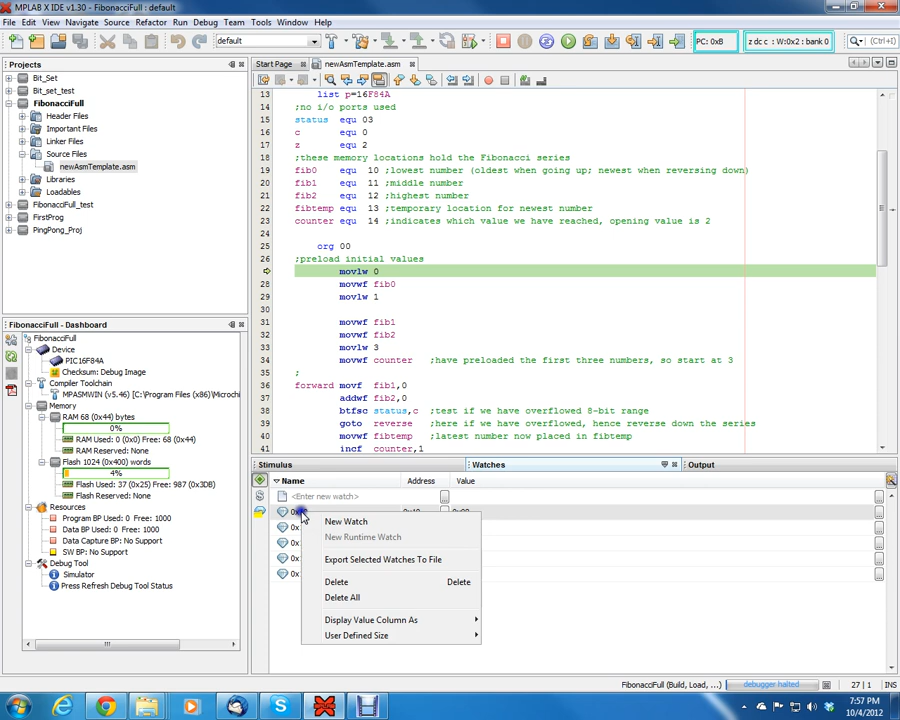 MPLAB X IDE v1.30 - FibonacciFull : default
File Edit View Navigate Source Refactor Run Debug Team Tools Window Help
default
PC: 0xB
z dc c : W:0x2 : bank 0
(Ctrl+I)
Projects
Bit_Set
Bit_set_test
FibonacciFull
Header Files
Important Files
Linker Files
Source Files
newAsmTemplate.asm
Libraries
Loadables
FibonacciFull_test
FirstProg
PingPong_Proj
FibonacciFull - Dashboard
FibonacciFull
Device
PIC16F84A
Checksum: Debug Image
Compiler Toolchain
MPASMWIN (v5.46) [C:\Program Files (x86)\Microchi
Memory
RAM 68 (0x44) bytes
0%
RAM Used: 0 (0x0) Free: 68 (0x44)
RAM Reserved: None
Flash 1024 (0x400) words
4%
Flash Used: 37 (0x25) Free: 987 (0x3DB)
Flash Reserved: None
Resources
Program BP Used: 0 Free: 1000
Data BP Used: 0 Free: 1000
Data Capture BP: No Support
SW BP: No Support
Debug Tool
Simulator
Press Refresh Debug Tool Status
Start Page
newAsmTemplate.asm
13 list p=16F84A
14 ;no i/o ports used
15 status equ 03
16 c equ 0
17 z equ 2
18 ;these memory locations hold the Fibonacci series
19 fib0 equ 10 ;lowest number (oldest when going up; newest when reversing down)
20 fib1 equ 11 ;middle number
21 fib2 equ 12 ;highest number
22 fibtemp equ 13 ;temporary location for newest number
23 counter equ 14 ;indicates which value we have reached, opening value is 2
24
25 org 00
26 ;preload initial values
movlw 0
28 movwf fib0
29 movlw 1
30
31 movwf fib1
32 movwf fib2
33 movlw 3
34 movwf counter ;have preloaded the first three numbers, so start at 3
35 ;
36 forward movf fib1,0
37 addwf fib2,0
38 btfsc status,c ;test if we have overflowed 8-bit range
39 goto reverse ;here if we have overflowed, hence reverse down the series
40 movwf fibtemp ;latest number now placed in fibtemp
41 incf counter,1
Stimulus
Watches
Output
Name Address Value
<Enter new watch>
New Watch
New Runtime Watch
Export Selected Watches To File
Delete Delete
Delete All
Display Value Column As
User Defined Size
FibonacciFull (Build, Load, ...)
debugger halted
27 | 1
INS
7:57 PM
10/4/2012